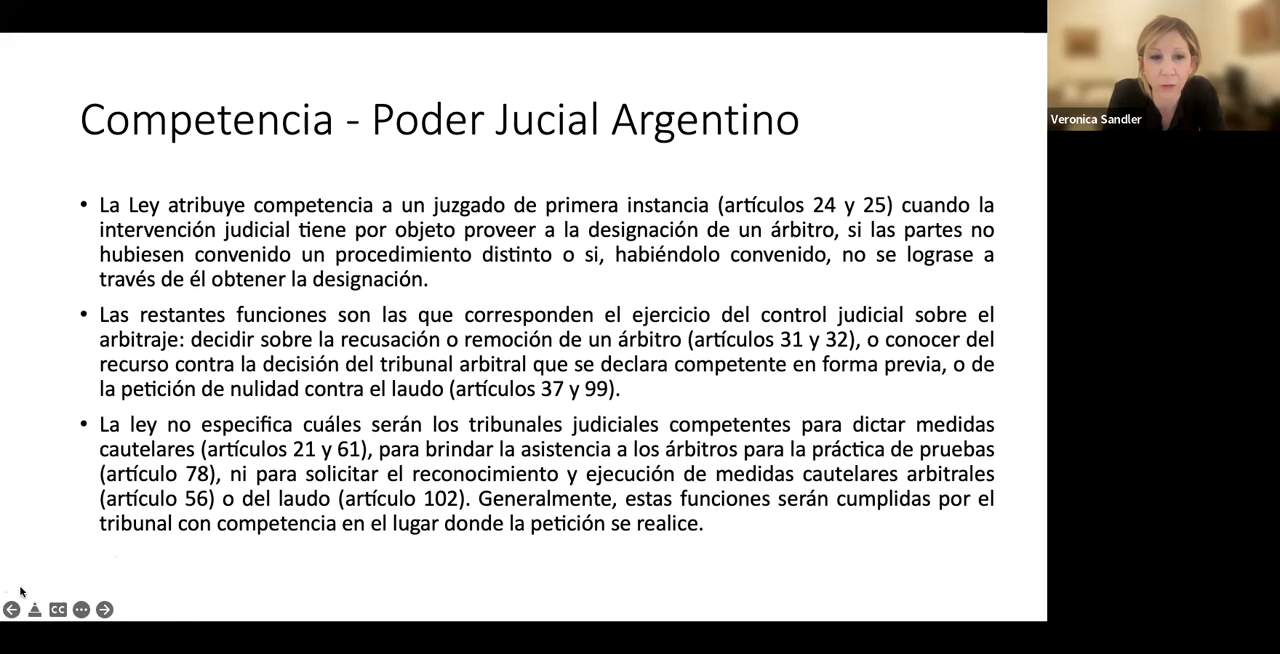 Competencia - Poder Jucial Argentino
• La Ley atribuye competencia a un juzgado de primera instancia (artículos 24 y 25) cuando la
intervención judicial tiene por objeto proveer a la designación de un árbitro, si las partes no
hubiesen convenido un procedimiento distinto o si, habiéndolo convenido, no se lograse a
través de él obtener la designación.
• Las restantes funciones son las que corresponden el ejercicio del control judicial sobre el
arbitraje: decidir sobre la recusación o remoción de un árbitro (artículos 31 y 32), o conocer del
recurso contra la decisión del tribunal arbitral que se declara competente en forma previa, o de
la petición de nulidad contra el laudo (artículos 37 y 99).
• La ley no especifica cuáles serán los tribunales judiciales competentes para dictar medidas
cautelares (artículos 21 y 61), para brindar la asistencia a los árbitros para la práctica de pruebas
(artículo 78), ni para solicitar el reconocimiento y ejecución de medidas cautelares arbitrales
(artículo 56) o del laudo (artículo 102). Generalmente, estas funciones serán cumplidas por el
tribunal con competencia en el lugar donde la petición se realice.
CC
Veronica Sandler